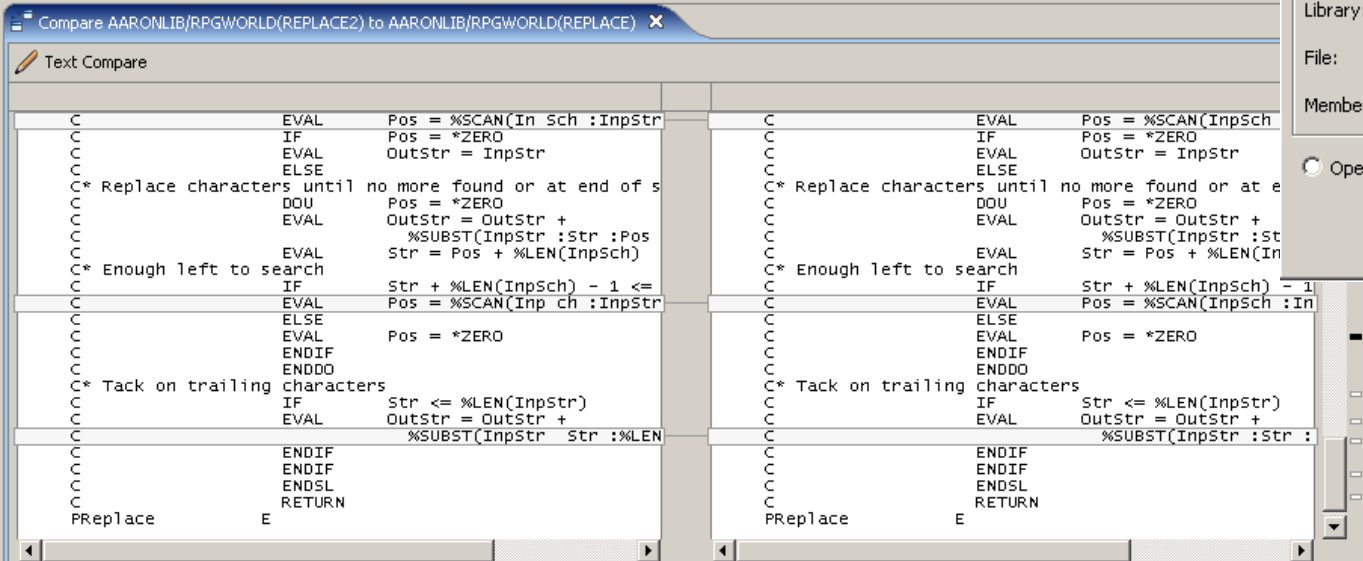 Compare AARONLIB/RPGWORLD(REPLACE2) to AARONLIB/RPGWORLD(REPLACE)
Text Compare
C EVAL Pos = %SCAN(In Sch :InpStr
C IF Pos = *ZERO
C EVAL OutStr = InpStr
C ELSE
C* Replace characters until no more found or at end of s
C DOU Pos = *ZERO
C EVAL OutStr = OutStr +
C %SUBST(InpStr :Str :Pos
C EVAL Str = Pos + %LEN(InpSch)
C* Enough left to search
C IF Str + %LEN(InpSch) - 1 <=
C EVAL Pos = %SCAN(Inp ch :InpStr
C ELSE
C EVAL Pos = *ZERO
C ENDIF
C ENDDO
C* Tack on trailing characters
C IF Str <= %LEN(InpStr)
C EVAL OutStr = OutStr +
C %SUBST(InpStr  Str :%LEN
C ENDIF
C ENDIF
C ENDSL
C RETURN
PReplace E
C EVAL Pos = %SCAN(InpSch
C IF Pos = *ZERO
C EVAL OutStr = InpStr
C ELSE
C* Replace characters until no more found or at e
C DOU Pos = *ZERO
C EVAL OutStr = OutStr +
C %SUBST(InpStr :St
C EVAL Str = Pos + %LEN(In
C* Enough left to search
C IF Str + %LEN(InpSch) - 1
C EVAL Pos = %SCAN(InpSch :In
C ELSE
C EVAL Pos = *ZERO
C ENDIF
C ENDDO
C* Tack on trailing characters
C IF Str <= %LEN(InpStr)
C EVAL OutStr = OutStr +
C %SUBST(InpStr :Str :
C ENDIF
C ENDIF
C ENDSL
C RETURN
PReplace E
Library
File:
Membe
Ope